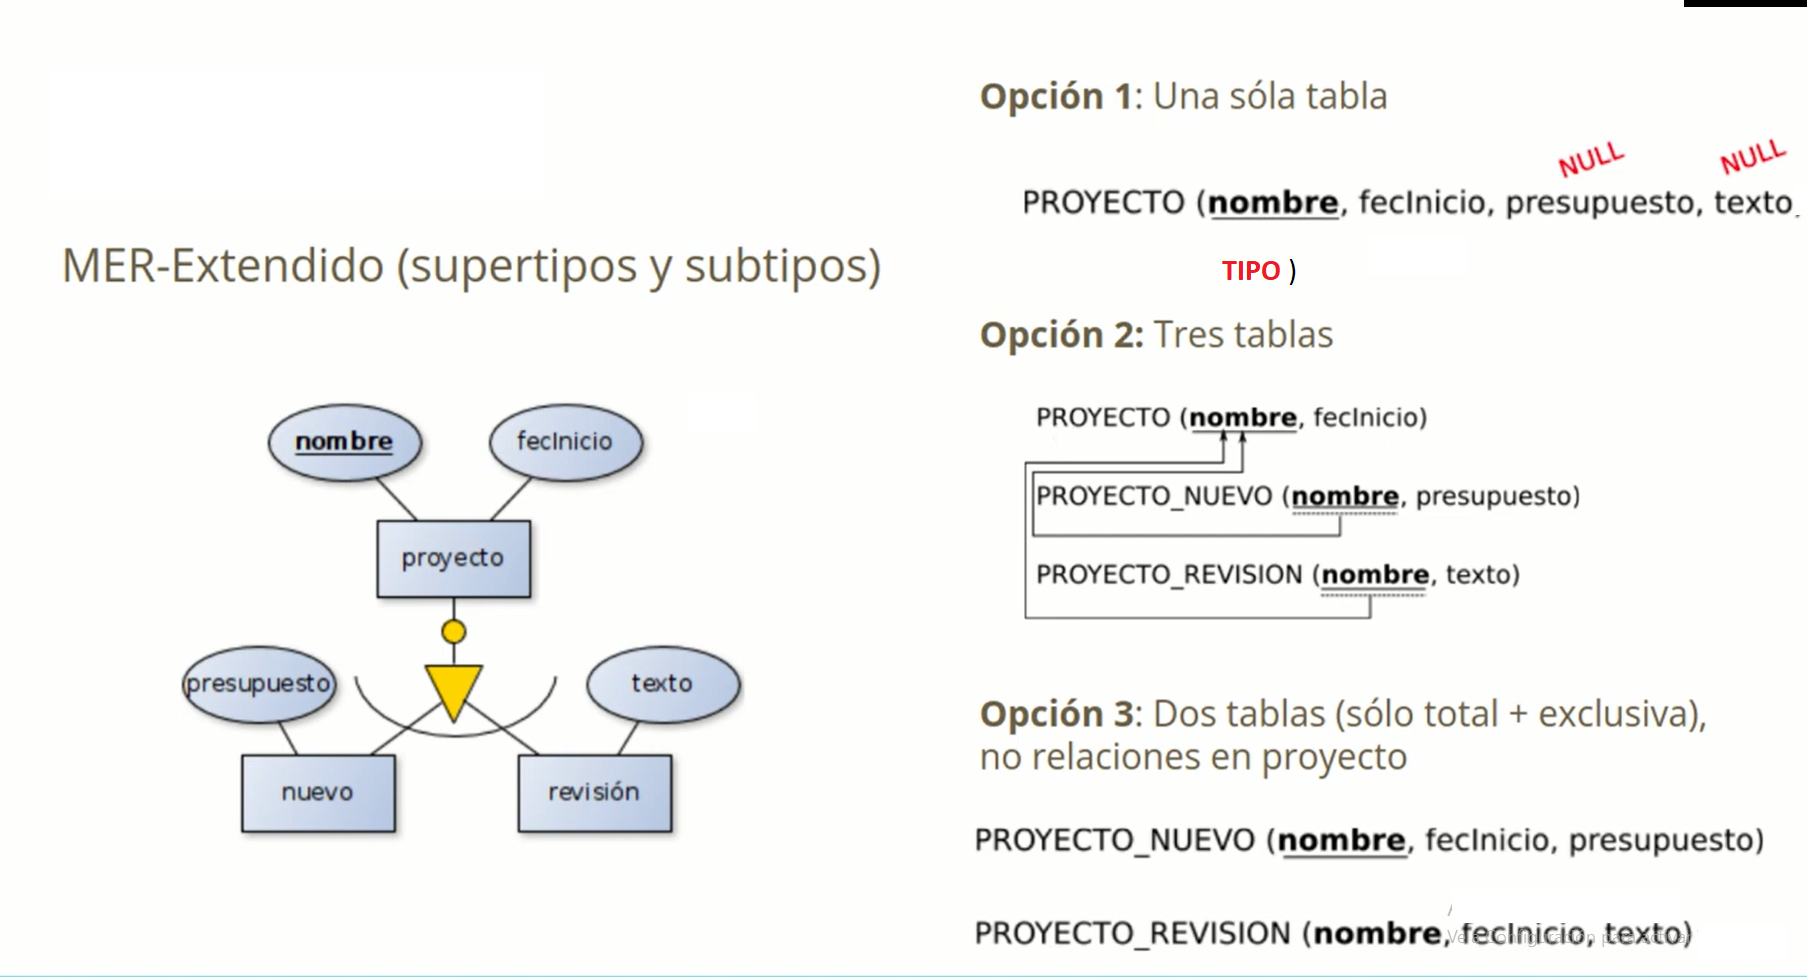 MER-Extendido (supertipos y subtipos)
nombre
fecInicio
proyecto
presupuesto
texto
nuevo
revisión
Opción 1: Una sóla tabla
NULL
NULL
PROYECTO (nombre, fecInicio, presupuesto, texto,
TIPO )
Opción 2: Tres tablas
PROYECTO (nombre, fecInicio)
PROYECTO_NUEVO (nombre, presupuesto)
PROYECTO_REVISION (nombre, texto)
Opción 3: Dos tablas (sólo total + exclusiva),
no relaciones en proyecto
PROYECTO_NUEVO (nombre, fecInicio, presupuesto)
PROYECTO_REVISION (nombre, fecInicio, texto)